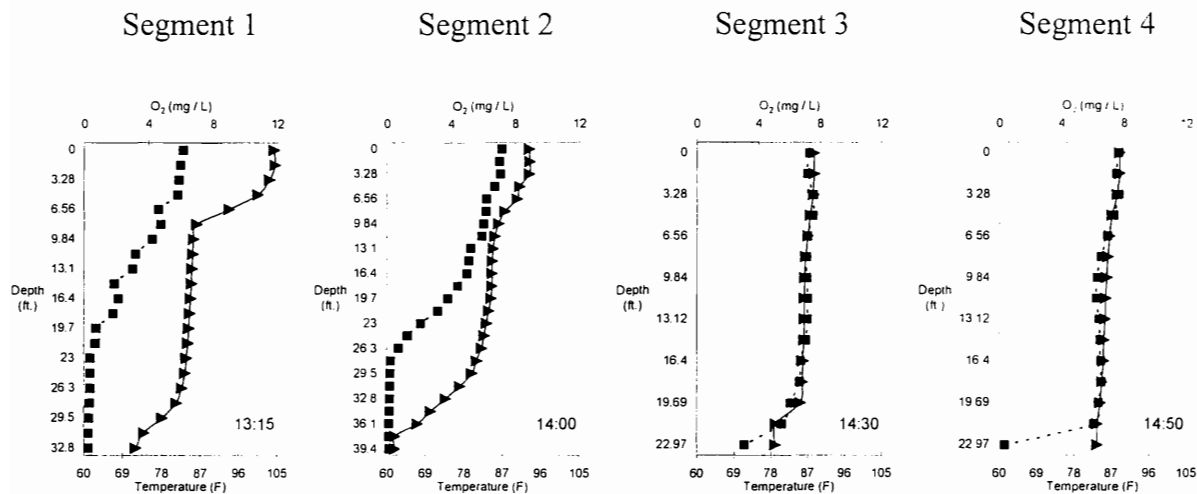 Segment 1
Segment 2
Segment 3
Segment 4
O₂ (mg / L)
0 4 8 12
0
3.28
6.56
9.84
13.1
16.4
19.7
23
26 3
29.5
32.8
Depth
(ft.)
13:15
60 69 78 87 96 105
Temperature (F)
O₂ (mg / L)
0 4 8 12
0
3.28
6 56
9 84
13 1
16 4
19 7
23
26 3
29 5
32 8
36 1
39 4
Depth
(ft.)
14:00
60 69 78 87 96 105
Temperature (F)
O₂ (mg / L)
0 4 8 12
0
3.28
6 56
9.84
13 12
16.4
19.69
22 97
Depth
(ft.)
14:30
60 69 78 87 96 105
Temperature (F)
(mg / L)
0 4 8 12
0
3 28
6 56
9 84
13 12
16 4
19 69
22 97
Depth
(ft.)
14:50
60 69 78 87 96 105
Temperature (F)